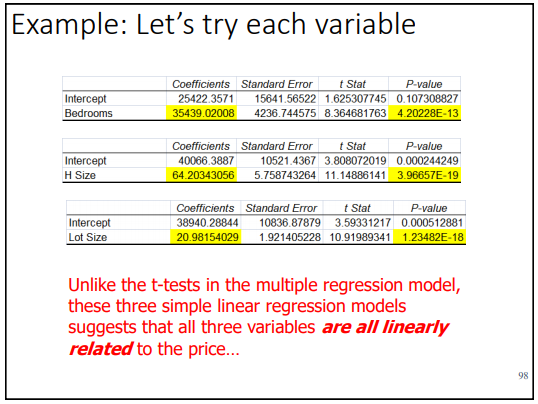 Example: Let's try each variable
Coefficients Standard Error t Stat P-value
Intercept 25422.3571 15641.56522 1.625307745 0.107308827
Bedrooms 35439.02008 4236.744575 8.364681763 4.20228E-13
Coefficients Standard Error t Stat P-value
Intercept 40066.3887 10521.4367 3.808072019 0.000244249
H Size 64.20343056 5.758743264 11.14886141 3.96657E-19
Coefficients Standard Error t Stat P-value
Intercept 38940.28844 10836.87879 3.59331217 0.000512881
Lot Size 20.98154029 1.921405228 10.91989341 1.23482E-18
Unlike the t-tests in the multiple regression model,
these three simple linear regression models
suggests that all three variables are all linearly
related to the price…
98